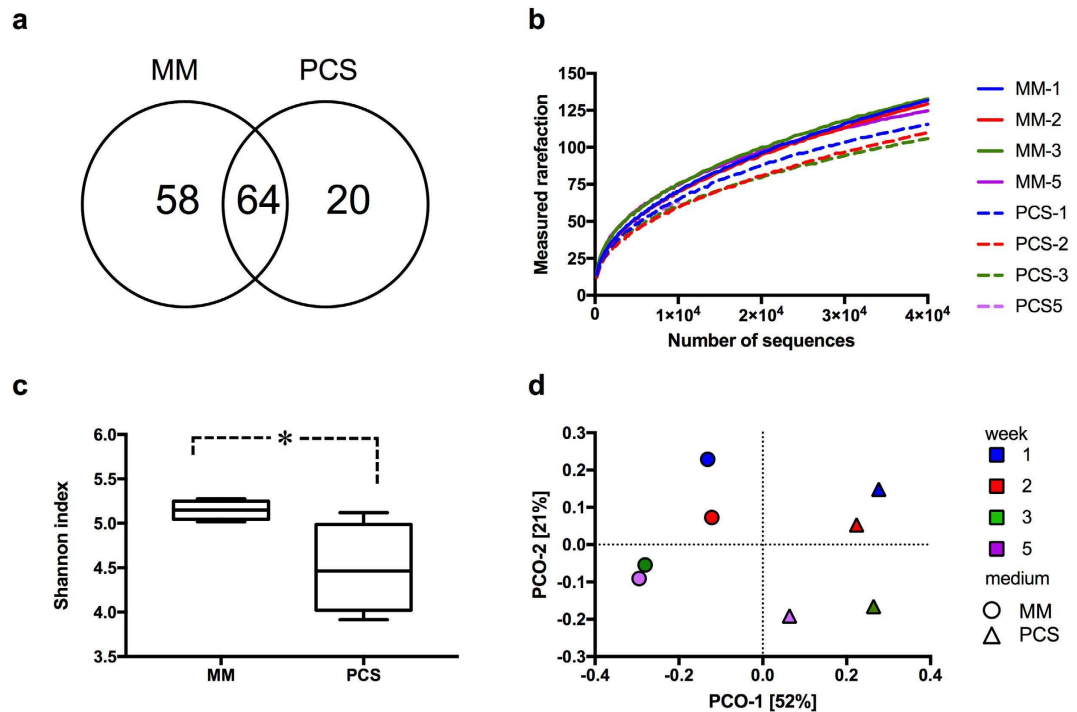 a
MM PCS
58 64 20
b
150
125
100
75
50
25
0
Measured rarefaction
0 1×10⁴ 2×10⁴ 3×10⁴ 4×10⁴
Number of sequences
MM-1
MM-2
MM-3
MM-5
PCS-1
PCS-2
PCS-3
PCS5
c
6.0
5.5
5.0
4.5
4.0
3.5
Shannon index
*
MM PCS
d
0.3
0.2
0.1
0.0
-0.1
-0.2
-0.3
PCO-2 [21%]
-0.4 -0.2 0.0 0.2 0.4
PCO-1 [52%]
week
1
2
3
5
medium
MM
PCS